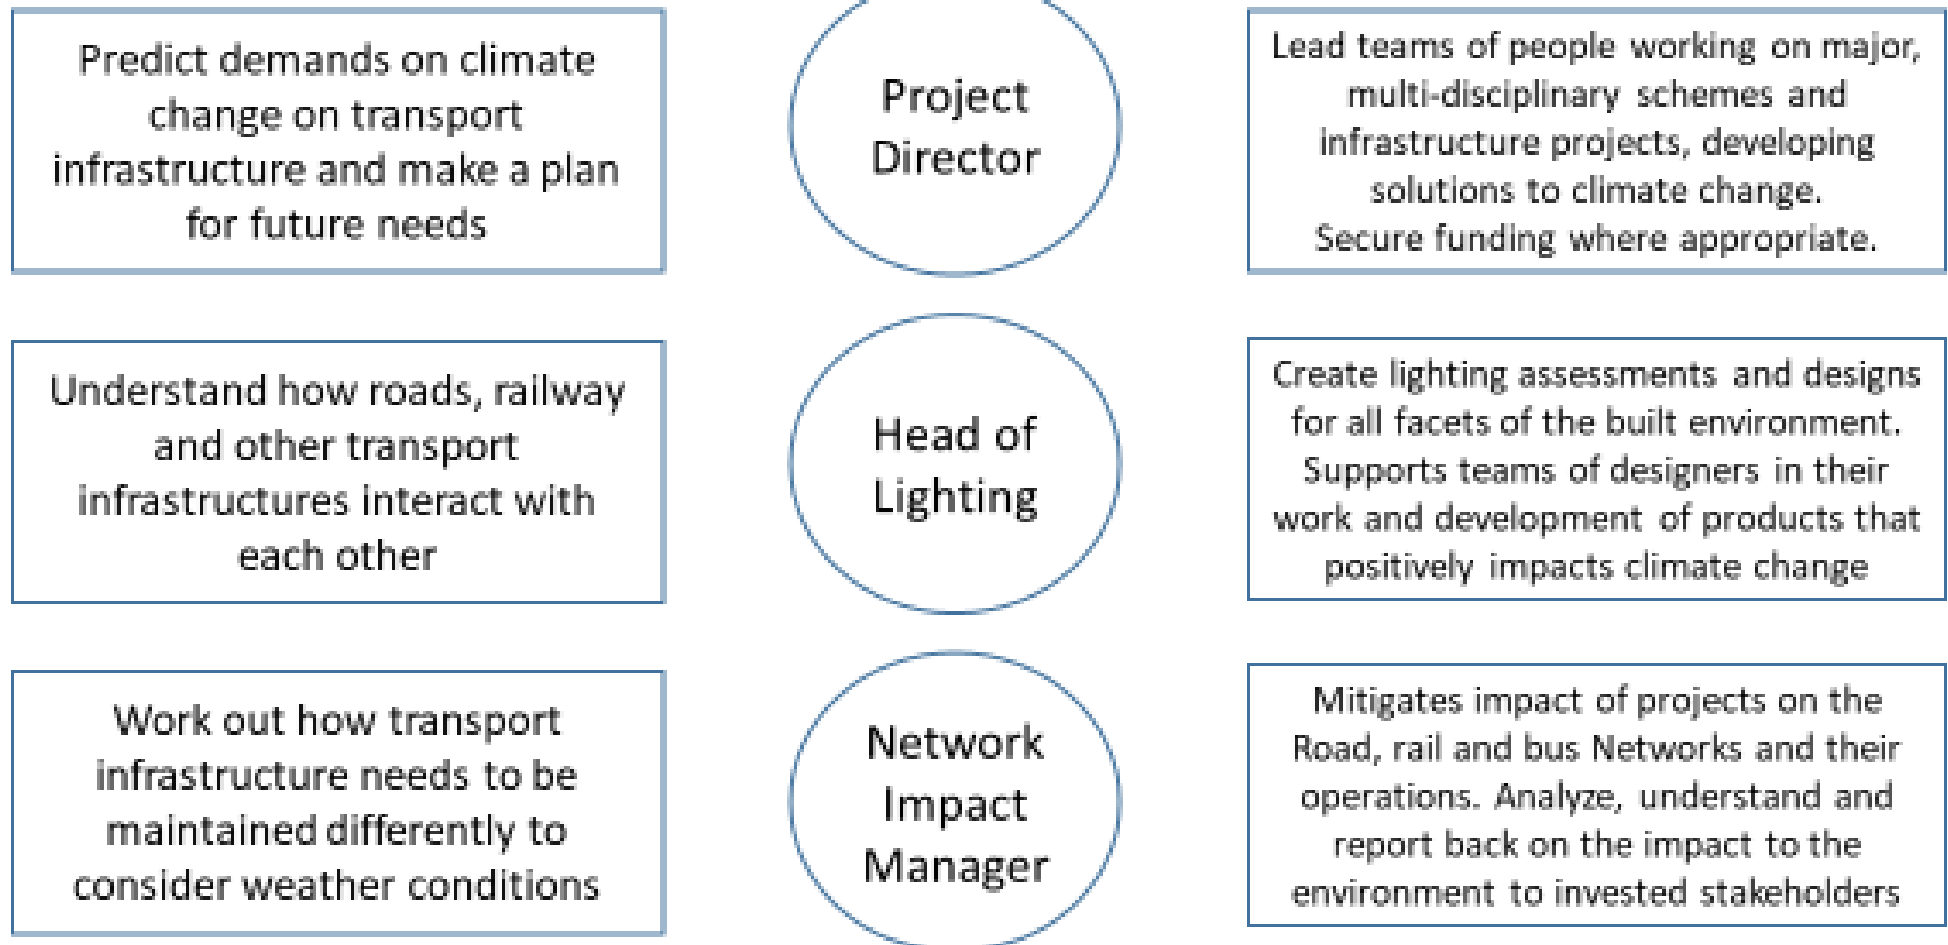 Predict demands on climate
change on transport
infrastructure and make a plan
for future needs
Project
Director
Lead teams of people working on major,
multi-disciplinary schemes and
infrastructure projects, developing
solutions to climate change.
Secure funding where appropriate.
Understand how roads, railway
and other transport
infrastructures interact with
each other
Head of
Lighting
Create lighting assessments and designs
for all facets of the built environment.
Supports teams of designers in their
work and development of products that
positively impacts climate change
Work out how transport
infrastructure needs to be
maintained differently to
consider weather conditions
Network
Impact
Manager
Mitigates impact of projects on the
Road, rail and bus Networks and their
operations. Analyze, understand and
report back on the impact to the
environment to invested stakeholders